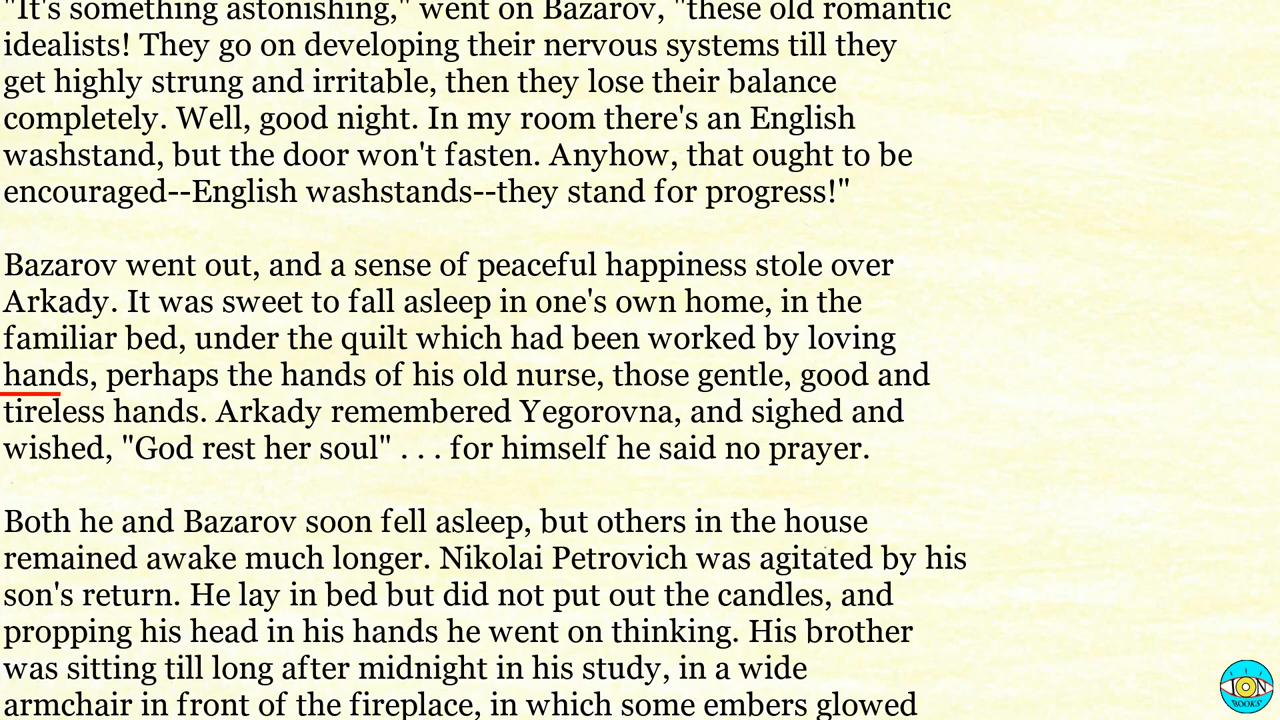 "It's something astonishing," went on Bazarov, "these old romantic
idealists! They go on developing their nervous systems till they
get highly strung and irritable, then they lose their balance
completely. Well, good night. In my room there's an English
washstand, but the door won't fasten. Anyhow, that ought to be
encouraged--English washstands--they stand for progress!"
Bazarov went out, and a sense of peaceful happiness stole over
Arkady. It was sweet to fall asleep in one's own home, in the
familiar bed, under the quilt which had been worked by loving
hands, perhaps the hands of his old nurse, those gentle, good and
tireless hands. Arkady remembered Yegorovna, and sighed and
wished, "God rest her soul" . . . for himself he said no prayer.
Both he and Bazarov soon fell asleep, but others in the house
remained awake much longer. Nikolai Petrovich was agitated by his
son's return. He lay in bed but did not put out the candles, and
propping his head in his hands he went on thinking. His brother
was sitting till long after midnight in his study, in a wide
armchair in front of the fireplace, in which some embers glowed
ION
BOOKS